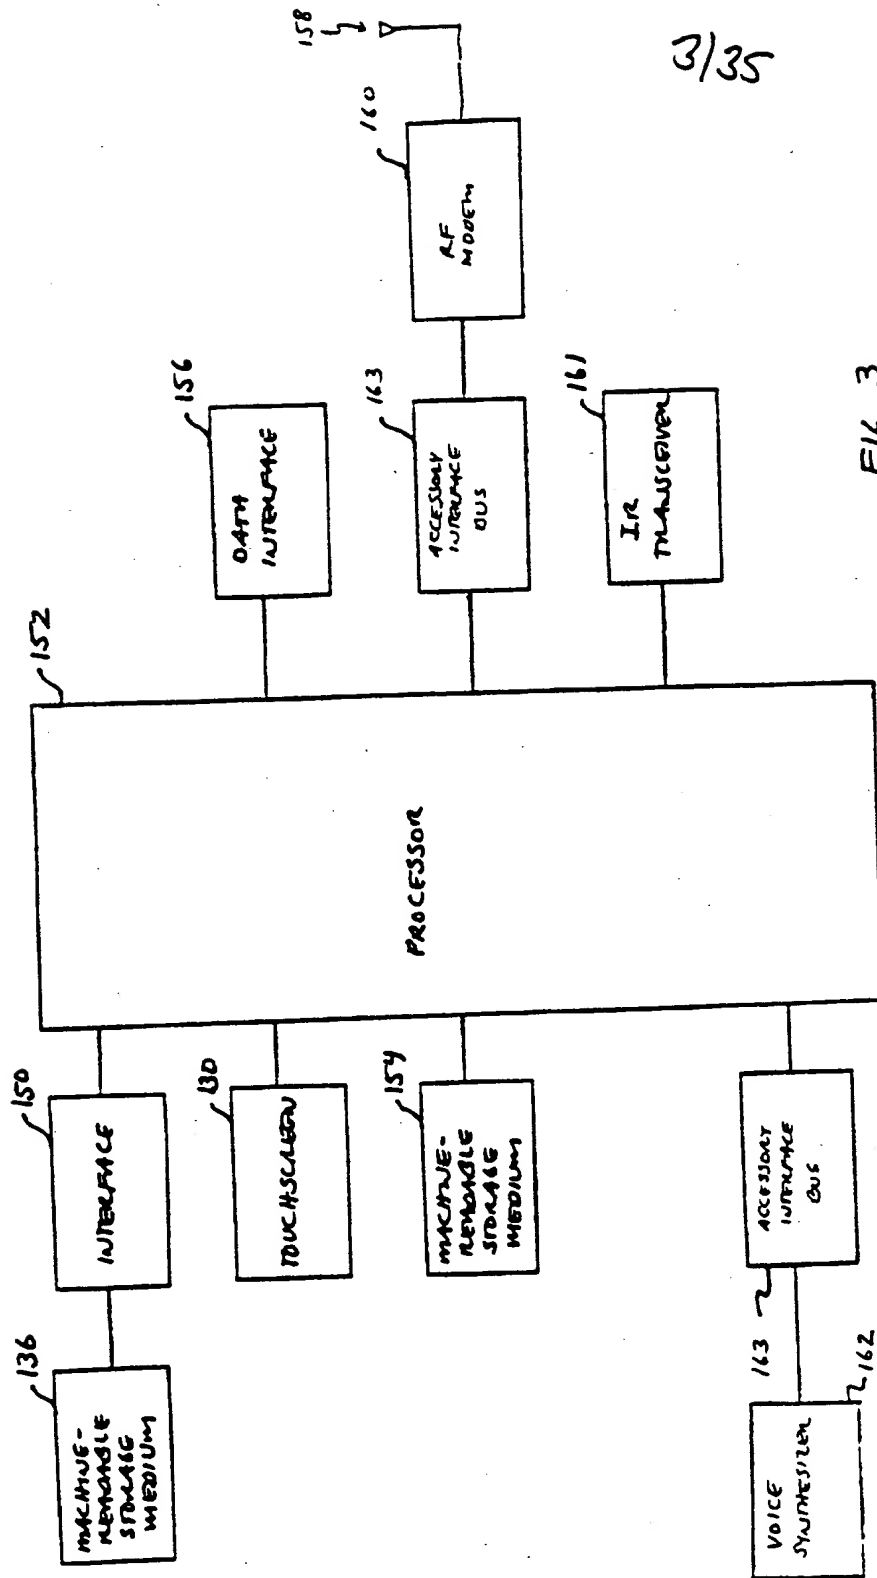 3/35
158
160
RF
MODEM
156
DATA
INTERFACE
163
ACCESSORY
INTERFACE
BUS
161
IR
TRANSCEIVER
152
PROCESSOR
150
INTERFACE
130
TOUCHSCREEN
154
MACHINE-
READABLE
STORAGE
MEDIUM
ACCESSORY
INTERFACE
BUS
163
136
MACHINE-
READABLE
STORAGE
MEDIUM
162
VOICE
SYNTHESIZER
FIG. 3